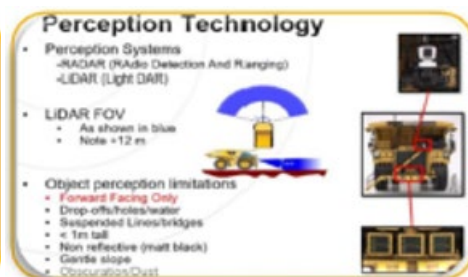 Perception Technology
• Perception Systems
-RADAR (RAdio Detection And Ranging)
-LiDAR (Light DAR)
• LiDAR FOV
• As shown in blue
• Note +12 m
• Object perception limitations
• Forward Facing Only
• Drop-offs/holes/water
• Suspended Lines/bridges
• < 1m tall
• Non reflective (matt black)
• Gentle slope
• Obscuration/Dust